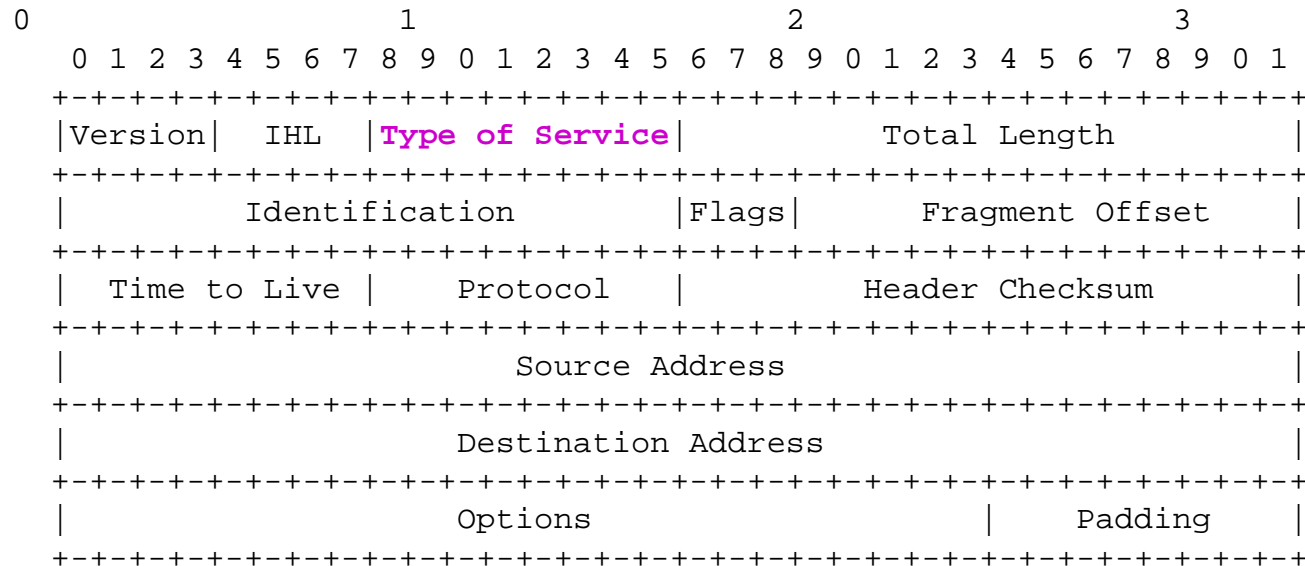 0                   1                   2                   3
   0 1 2 3 4 5 6 7 8 9 0 1 2 3 4 5 6 7 8 9 0 1 2 3 4 5 6 7 8 9 0 1
  +-+-+-+-+-+-+-+-+-+-+-+-+-+-+-+-+-+-+-+-+-+-+-+-+-+-+-+-+-+-+-+-+
  |Version|  IHL  |Type of Service|          Total Length         |
  +-+-+-+-+-+-+-+-+-+-+-+-+-+-+-+-+-+-+-+-+-+-+-+-+-+-+-+-+-+-+-+-+
  |         Identification        |Flags|      Fragment Offset    |
  +-+-+-+-+-+-+-+-+-+-+-+-+-+-+-+-+-+-+-+-+-+-+-+-+-+-+-+-+-+-+-+-+
  |  Time to Live |    Protocol   |         Header Checksum       |
  +-+-+-+-+-+-+-+-+-+-+-+-+-+-+-+-+-+-+-+-+-+-+-+-+-+-+-+-+-+-+-+-+
  |                       Source Address                          |
  +-+-+-+-+-+-+-+-+-+-+-+-+-+-+-+-+-+-+-+-+-+-+-+-+-+-+-+-+-+-+-+-+
  |                    Destination Address                        |
  +-+-+-+-+-+-+-+-+-+-+-+-+-+-+-+-+-+-+-+-+-+-+-+-+-+-+-+-+-+-+-+-+
  |                    Options                    |    Padding    |
  +-+-+-+-+-+-+-+-+-+-+-+-+-+-+-+-+-+-+-+-+-+-+-+-+-+-+-+-+-+-+-+-+